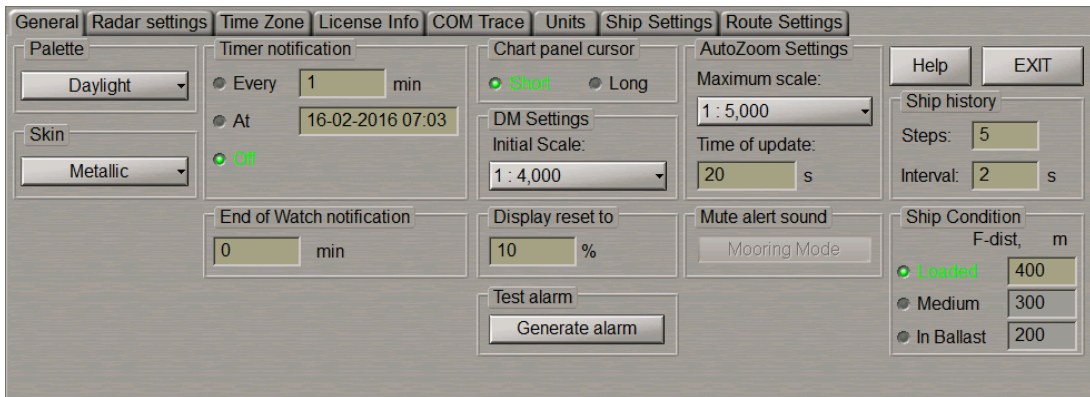 General Radar settings Time Zone License Info COM Trace Units Ship Settings Route Settings
Palette
Daylight
Skin
Metallic
Timer notification
Every 1 min
At 16-02-2016 07:03
Off
End of Watch notification
0 min
Chart panel cursor
Short Long
DM Settings
Initial Scale:
1 : 4,000
Display reset to
10 %
Test alarm
Generate alarm
AutoZoom Settings
Maximum scale:
1 : 5,000
Time of update:
20 s
Mute alert sound
Mooring Mode
Help EXIT
Ship history
Steps: 5
Interval: 2 s
Ship Condition
F-dist, m
Loaded 400
Medium 300
In Ballast 200